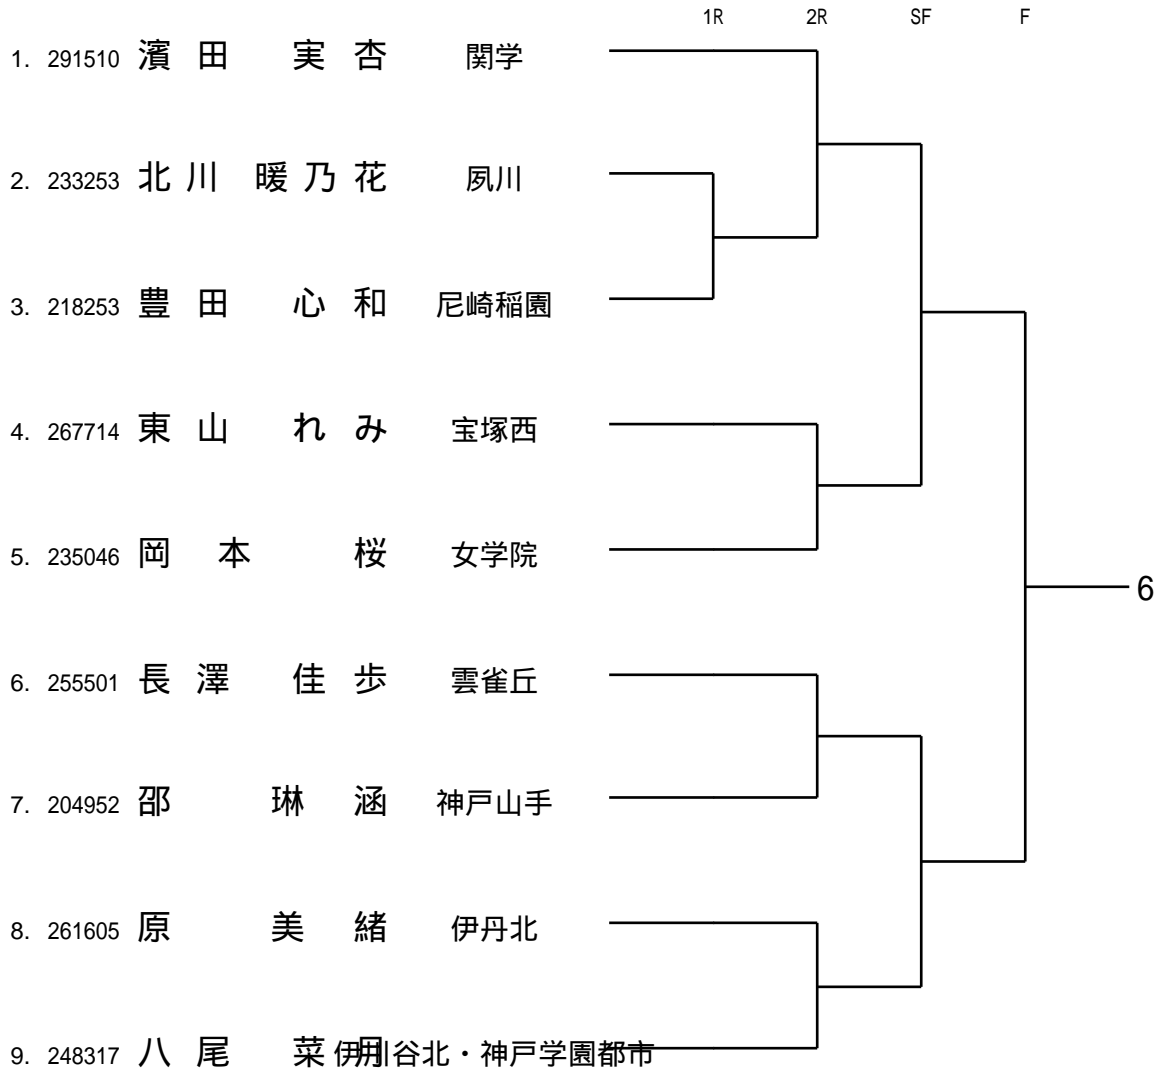 1R 2R SF F
1. 291510 濱田 実杏 関学
2. 233253 北川 暖乃花 夙川
3. 218253 豊田 心和 尼崎稲園
4. 267714 東山 れみ 宝塚西
5. 235046 岡本 桜 女学院
6
6. 255501 長澤 佳歩 雲雀丘
7. 204952 邵 琳涵 神戸山手
8. 261605 原 美緒 伊丹北
9. 248317 八尾 菜月 伊川谷北・神戸学園都市